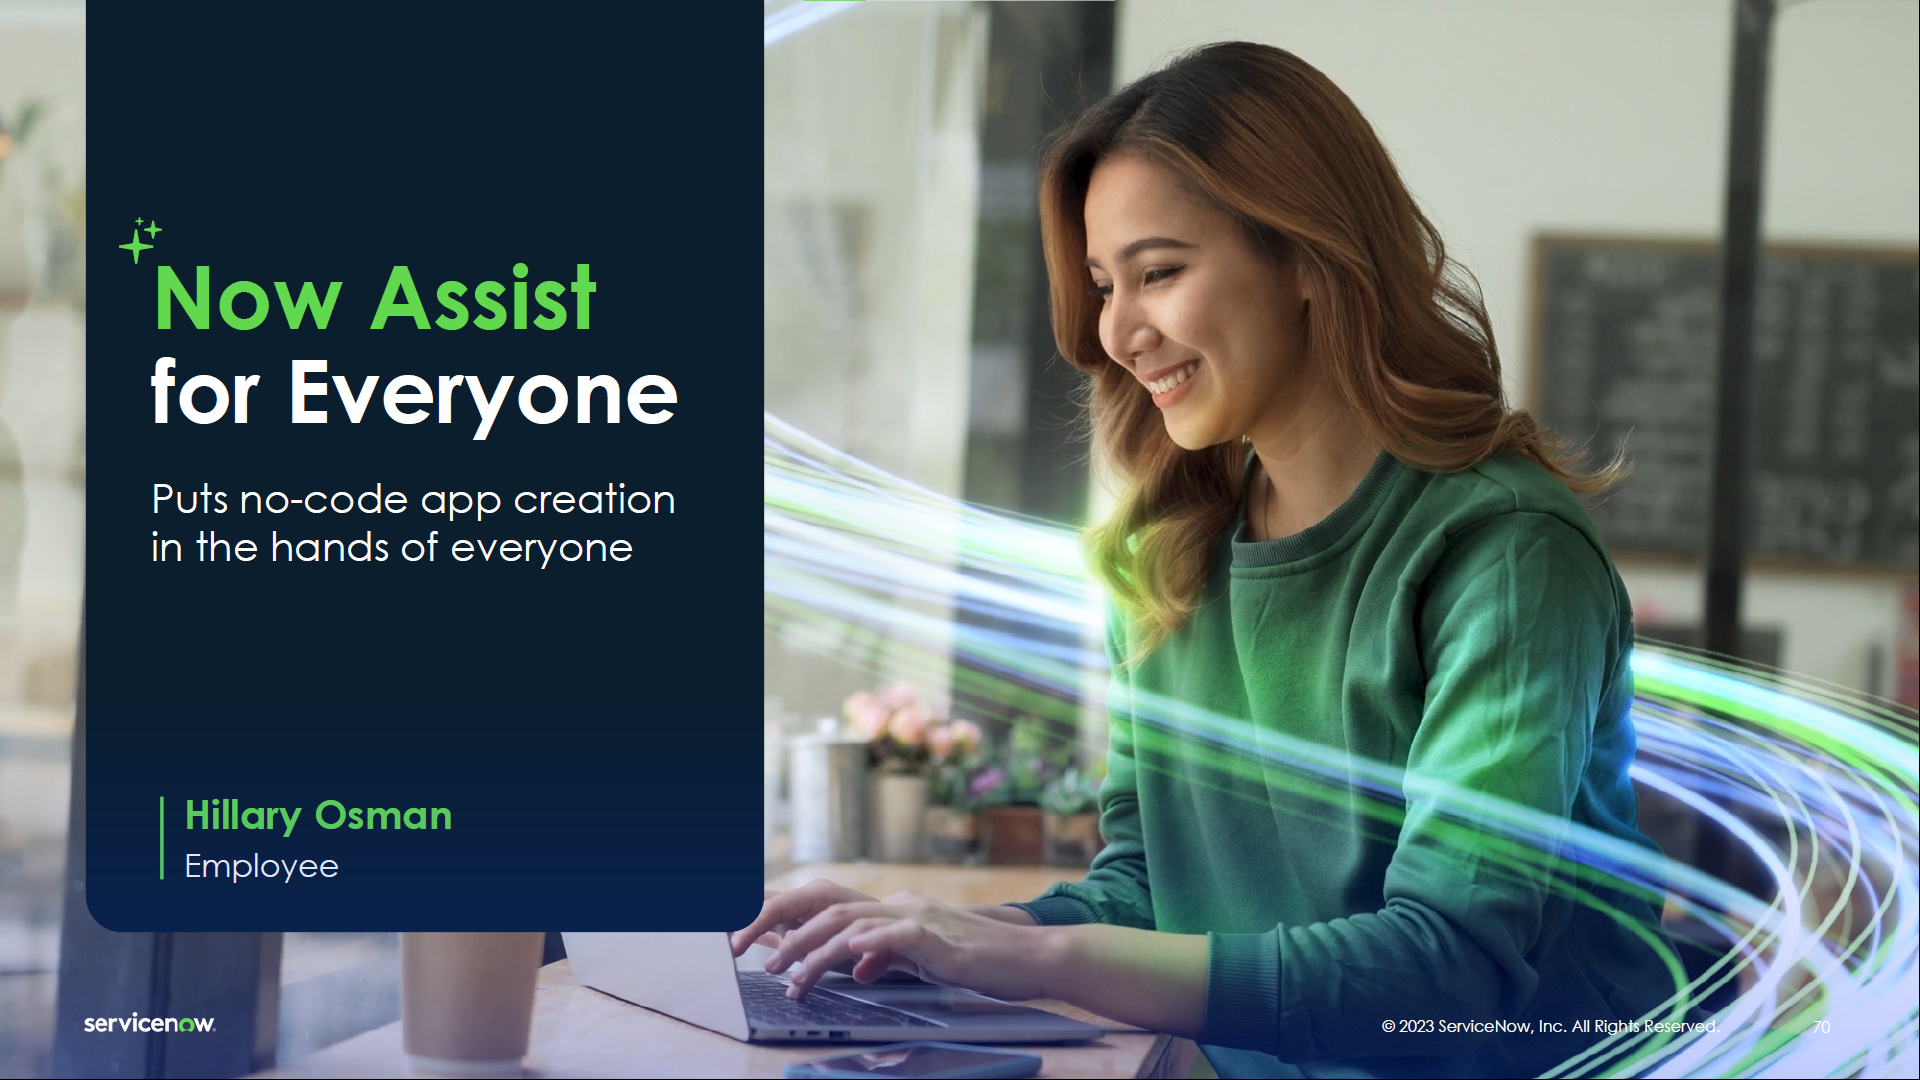 Now Assist
for Everyone
Puts no-code app creation
in the hands of everyone
Hillary Osman
Employee
servicenow
© 2023 ServiceNow, Inc. All Rights Reserved.
70